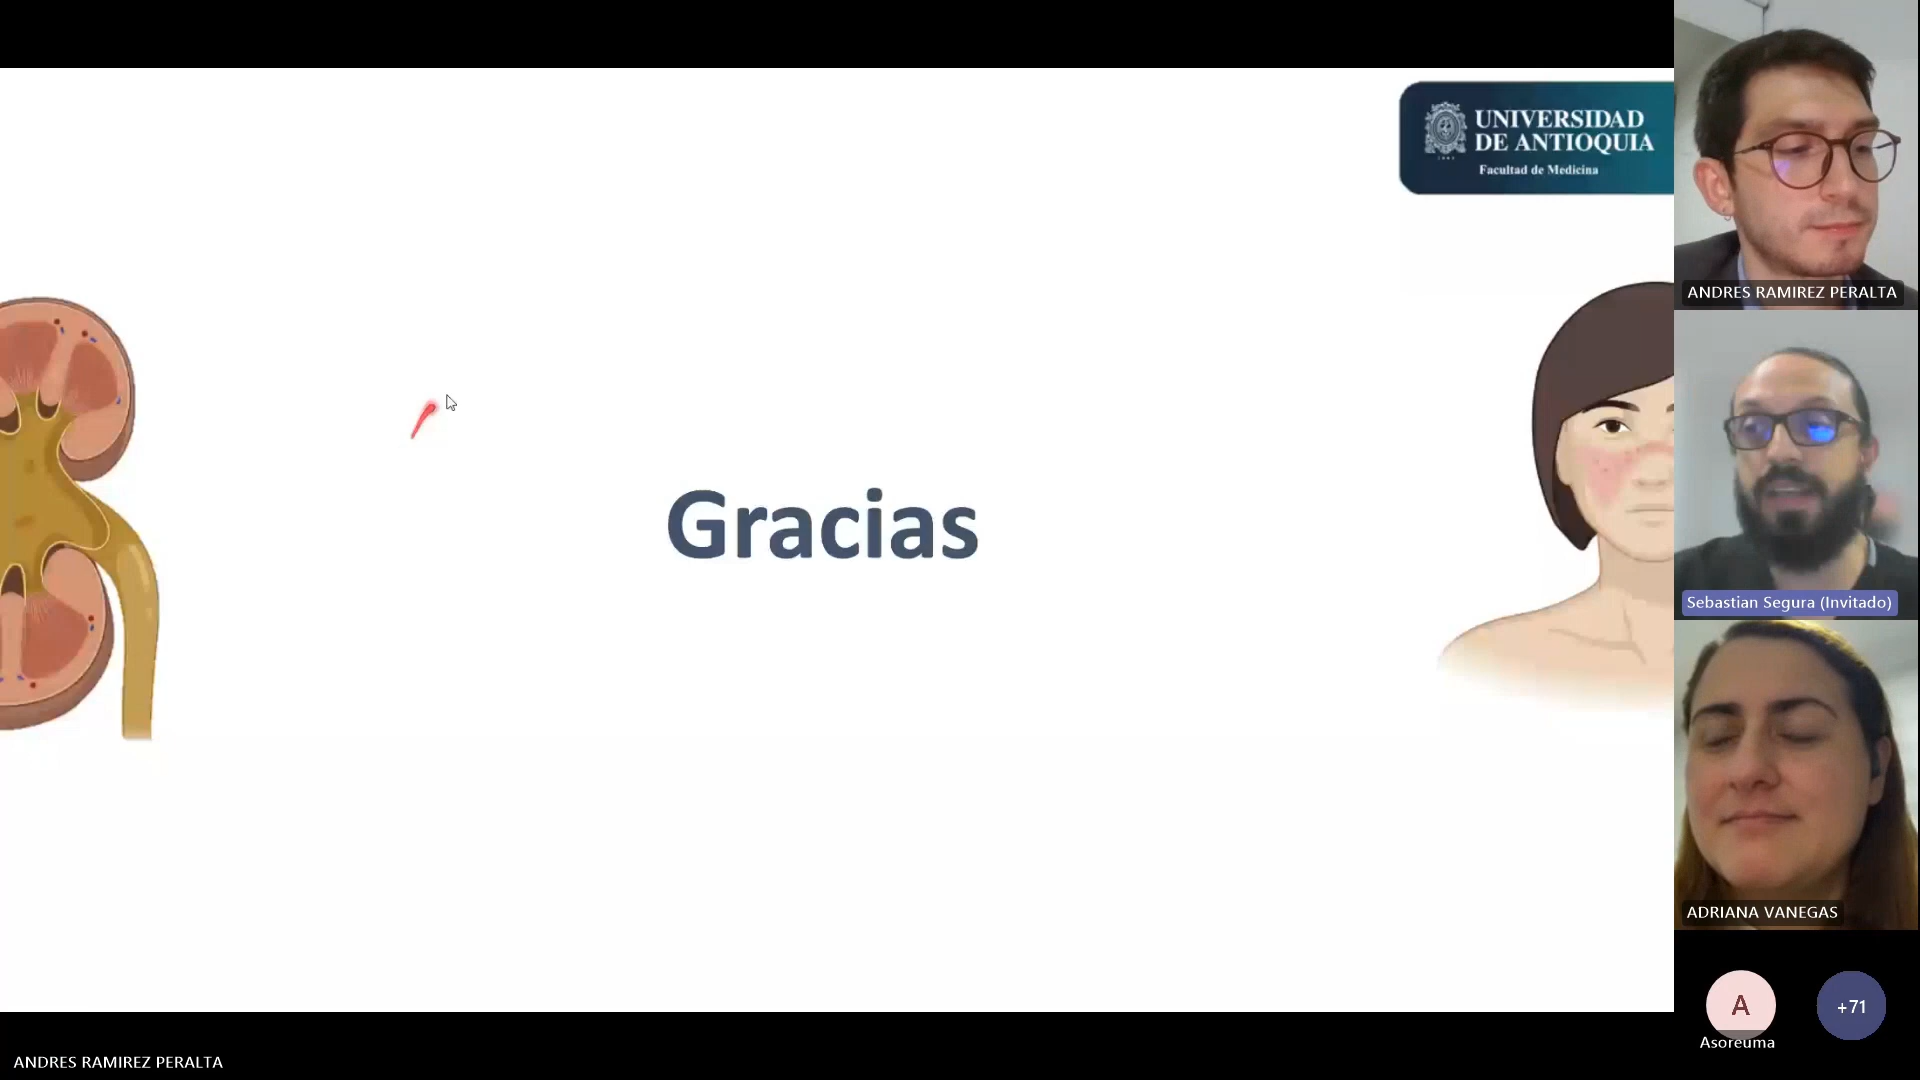 UNIVERSIDAD
DE ANTIOQUIA
1803
Facultad de Medicina
Gracias
ANDRES RAMIREZ PERALTA
Sebastian Segura (Invitado)
ADRIANA VANEGAS
A
Asoreuma
+71
ANDRES RAMIREZ PERALTA